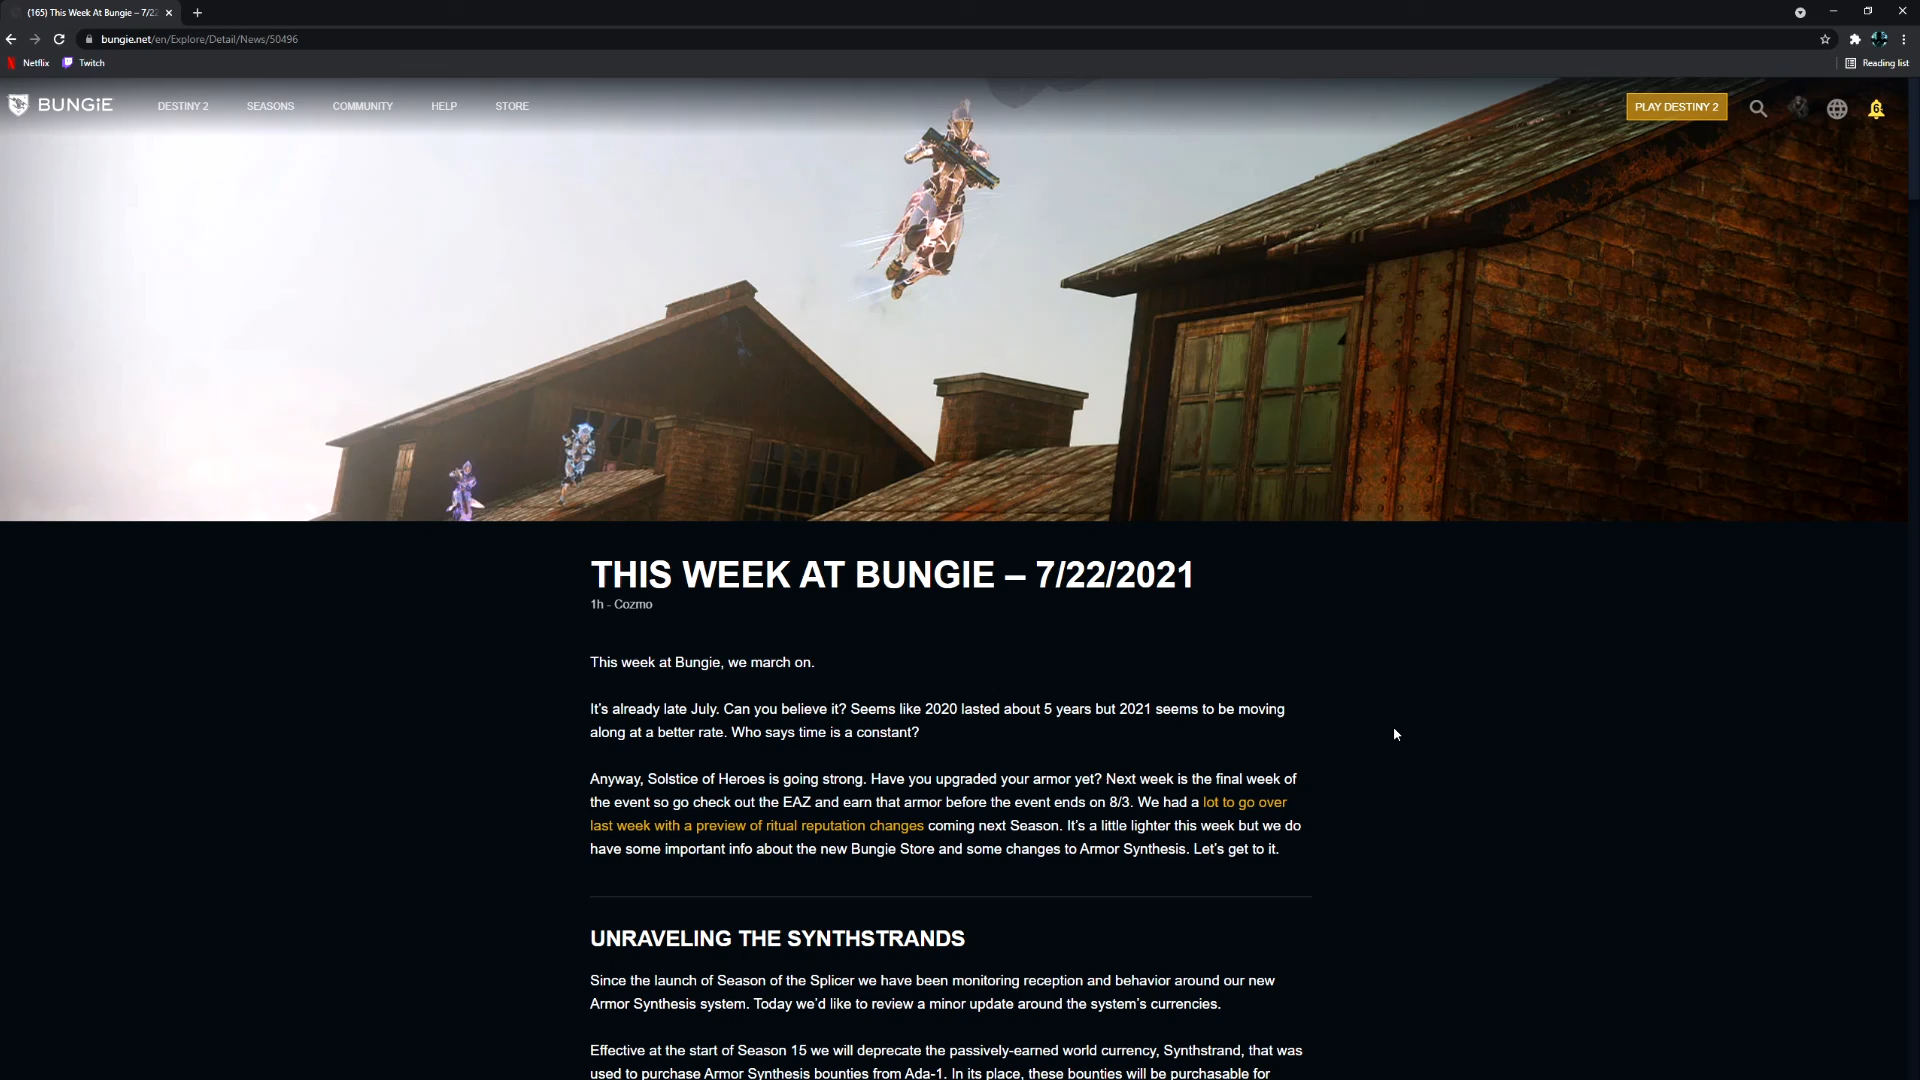 (165) This Week At Bungie – 7/22
bungie.net/en/Explore/Detail/News/50496
Netflix
Twitch
Reading list
BUNGiE
DESTINY 2
SEASONS
COMMUNITY
HELP
STORE
PLAY DESTINY 2
6
THIS WEEK AT BUNGIE – 7/22/2021
1h - Cozmo
This week at Bungie, we march on.
It's already late July. Can you believe it? Seems like 2020 lasted about 5 years but 2021 seems to be moving
along at a better rate. Who says time is a constant?
Anyway, Solstice of Heroes is going strong. Have you upgraded your armor yet? Next week is the final week of
the event so go check out the EAZ and earn that armor before the event ends on 8/3. We had a lot to go over
last week with a preview of ritual reputation changes coming next Season. It's a little lighter this week but we do
have some important info about the new Bungie Store and some changes to Armor Synthesis. Let's get to it.
UNRAVELING THE SYNTHSTRANDS
Since the launch of Season of the Splicer we have been monitoring reception and behavior around our new
Armor Synthesis system. Today we'd like to review a minor update around the system's currencies.
Effective at the start of Season 15 we will deprecate the passively-earned world currency, Synthstrand, that was
used to purchase Armor Synthesis bounties from Ada-1. In its place, these bounties will be purchasable for